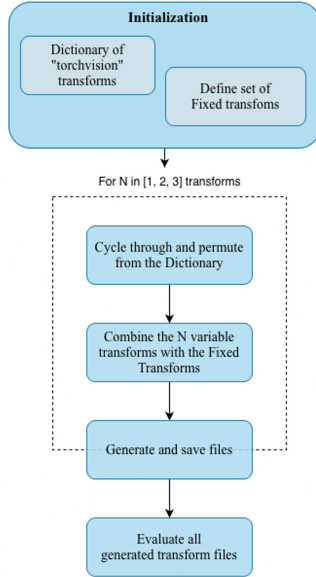 Initialization
Dictionary of
"torchvision"
transforms
Define set of
Fixed transfoms
For N in [1, 2, 3] transforms
Cycle through and permute
from the Dictionary
Combine the N variable
transforms with the Fixed
Transforms
Generate and save files
Evaluate all
generated transform files